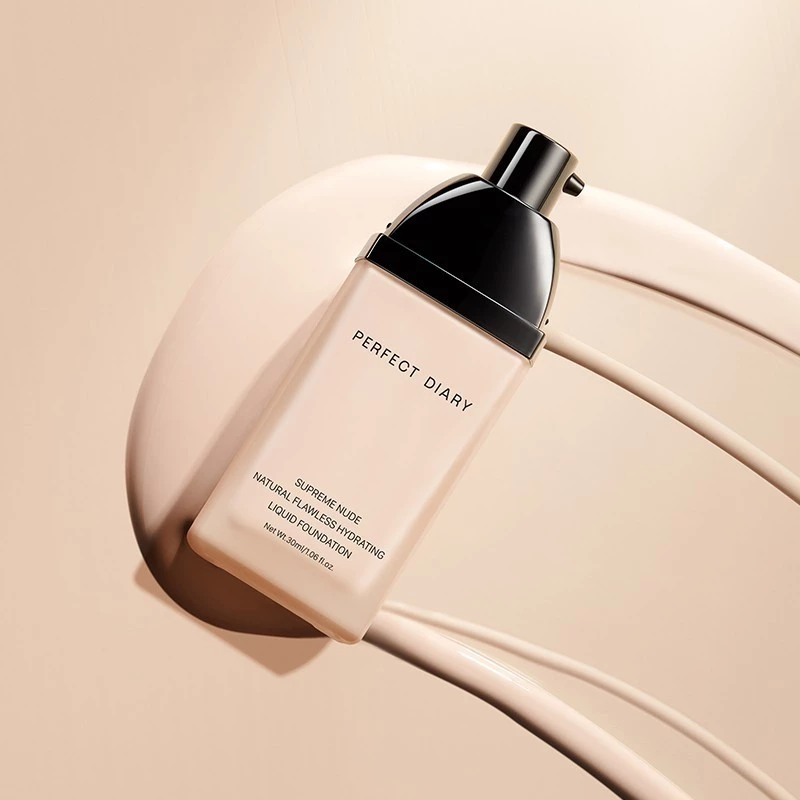 PERFECT DIARY
SUPREME NUDE
NATURAL FLAWLESS HYDRATING
LIQUID FOUNDATION
Net Wt.30ml/1.06 fl.oz.